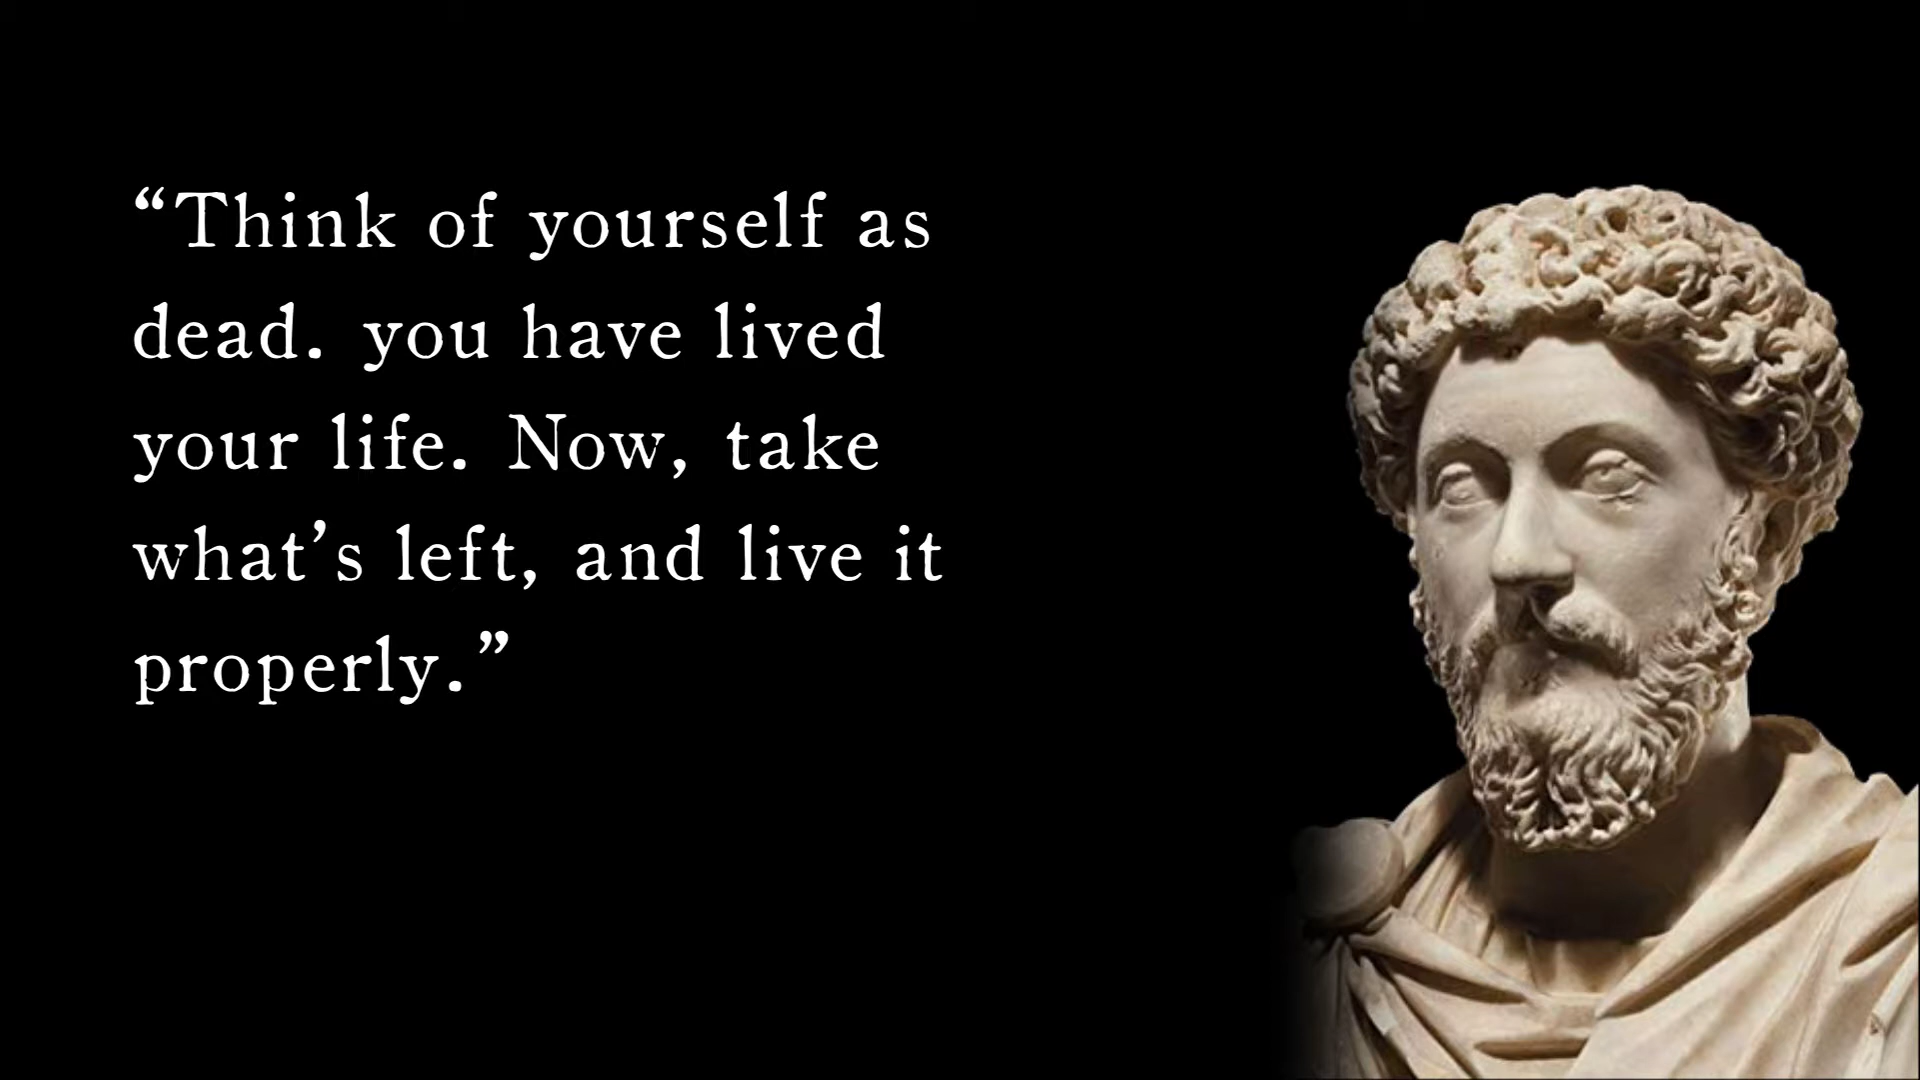 “Think of yourself as
dead. you have lived
your life. Now, take
what’s left, and live it
properly.”